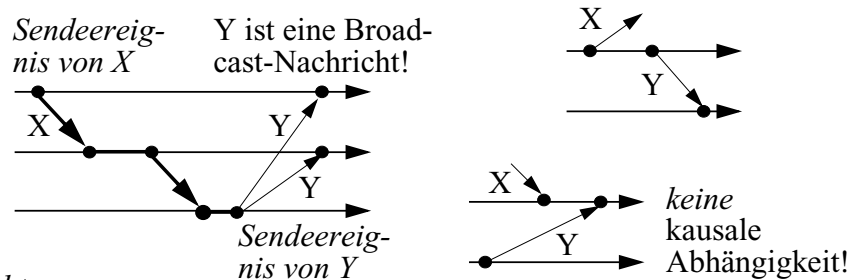 Sendeereig-
nis von X
Y ist eine Broad-
cast-Nachricht!
X
Y
Y
Sendeereig-
nis von Y
X
Y
X
Y
keine
kausale
Abhängigkeit!